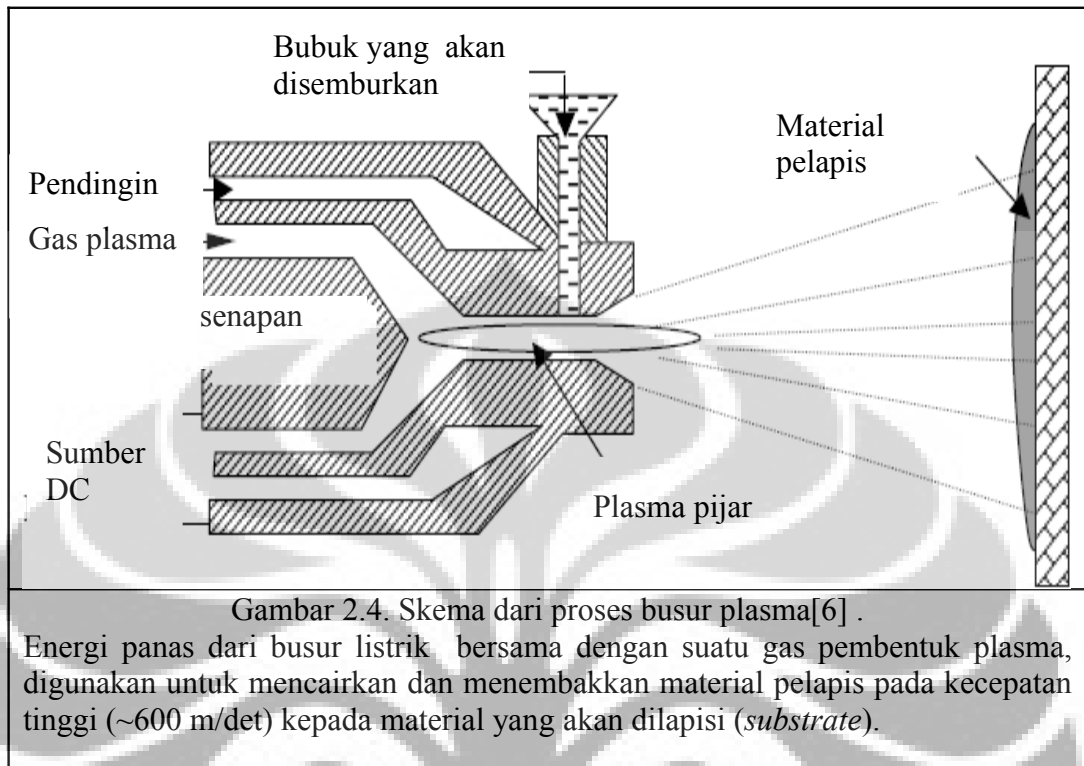 Bubuk yang akan
disemburkan
Material
pelapis
Pendingin
Gas plasma
senapan
Sumber
DC
Plasma pijar
Gambar 2.4. Skema dari proses busur plasma[6] .
Energi panas dari busur listrik bersama dengan suatu gas pembentuk plasma,
digunakan untuk mencairkan dan menembakkan material pelapis pada kecepatan
tinggi (~600 m/det) kepada material yang akan dilapisi (substrate).